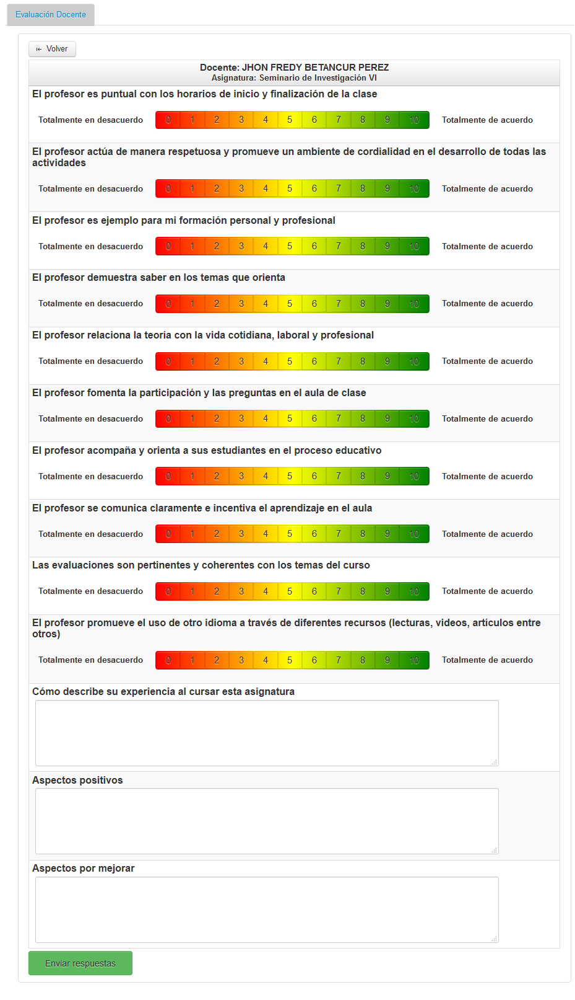 Evaluación Docente
Volver
Docente: JHON FREDY BETANCUR PEREZ
Asignatura: Seminario de Investigación VI
El profesor es puntual con los horarios de inicio y finalización de la clase
Totalmente en desacuerdo 0 1 2 3 4 5 6 7 8 9 10 Totalmente de acuerdo
El profesor actúa de manera respetuosa y promueve un ambiente de cordialidad en el desarrollo de todas las
actividades
Totalmente en desacuerdo 0 1 2 3 4 5 6 7 8 9 10 Totalmente de acuerdo
El profesor es ejemplo para mi formación personal y profesional
Totalmente en desacuerdo 0 1 2 3 4 5 6 7 8 9 10 Totalmente de acuerdo
El profesor demuestra saber en los temas que orienta
Totalmente en desacuerdo 0 1 2 3 4 5 6 7 8 9 10 Totalmente de acuerdo
El profesor relaciona la teoría con la vida cotidiana, laboral y profesional
Totalmente en desacuerdo 0 1 2 3 4 5 6 7 8 9 10 Totalmente de acuerdo
El profesor fomenta la participación y las preguntas en el aula de clase
Totalmente en desacuerdo 0 1 2 3 4 5 6 7 8 9 10 Totalmente de acuerdo
El profesor acompaña y orienta a sus estudiantes en el proceso educativo
Totalmente en desacuerdo 0 1 2 3 4 5 6 7 8 9 10 Totalmente de acuerdo
El profesor se comunica claramente e incentiva el aprendizaje en el aula
Totalmente en desacuerdo 0 1 2 3 4 5 6 7 8 9 10 Totalmente de acuerdo
Las evaluaciones son pertinentes y coherentes con los temas del curso
Totalmente en desacuerdo 0 1 2 3 4 5 6 7 8 9 10 Totalmente de acuerdo
El profesor promueve el uso de otro idioma a través de diferentes recursos (lecturas, videos, artículos entre
otros)
Totalmente en desacuerdo 0 1 2 3 4 5 6 7 8 9 10 Totalmente de acuerdo
Cómo describe su experiencia al cursar esta asignatura
Aspectos positivos
Aspectos por mejorar
Enviar respuestas